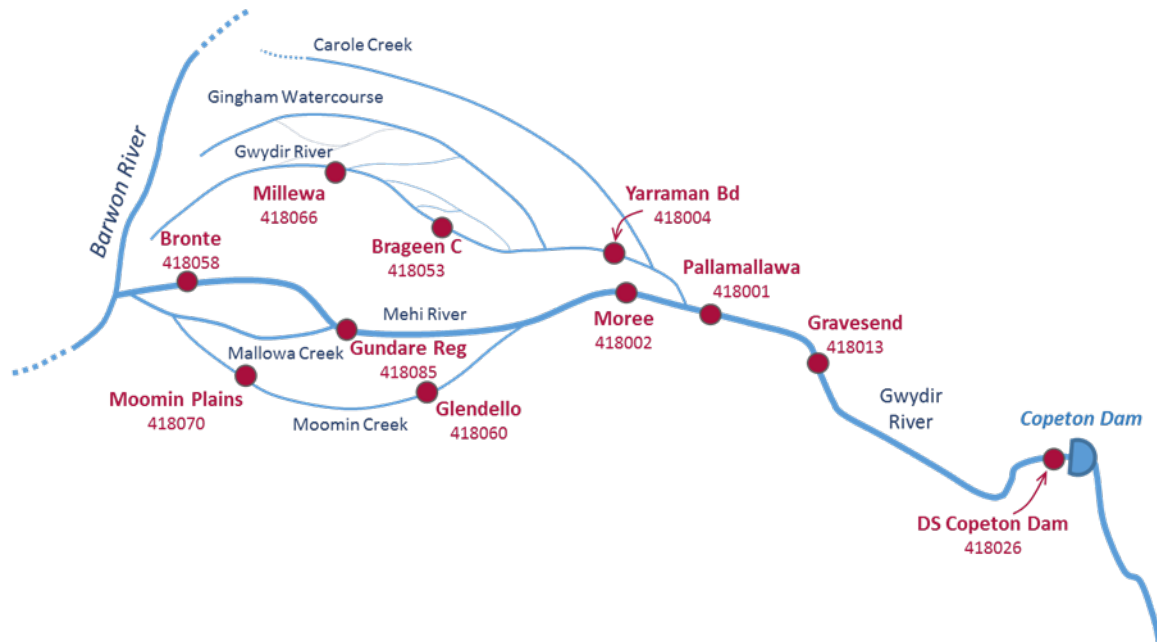 Carole Creek
Gingham Watercourse
Barwon River
Gwydir River
Millewa
418066
Yarraman Bd
418004
Bronte
418058
Brageen C
418053
Pallamallawa
418001
Mehi River
Moree
418002
Gravesend
418013
Mallowa Creek
Gundare Reg
418085
Moomin Plains
418070
Moomin Creek
Glendello
418060
Gwydir
River
Copeton Dam
DS Copeton Dam
418026